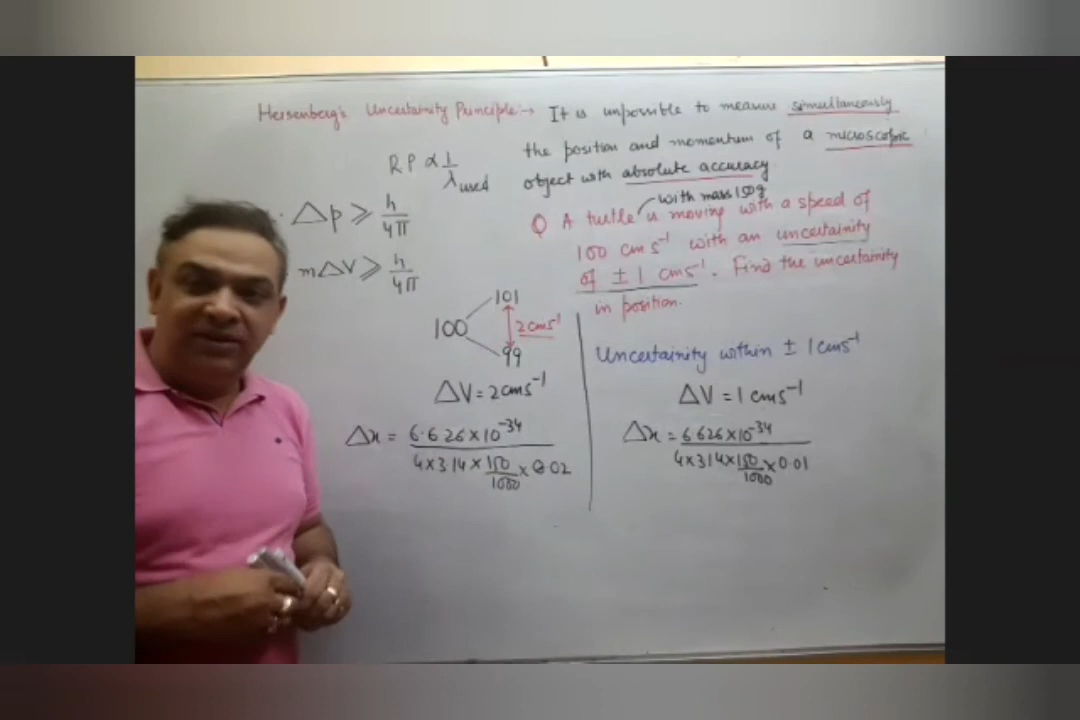 Heisenberg's Uncertainity Principle:→ It is impossible to measure simultaneously
the position and momentum of a microscopic
object with absolute accuracy
R P ∝ 1/λused
with mass 150g
· Δp ⩾ h/4π
Q A turtle is moving with a speed of
100 cm s⁻¹ with an uncertainity
of ± 1 cms⁻¹. Find the uncertainity
in position.
mΔV ⩾ h/4π
101
100 2cms⁻¹
99
ΔV = 2cms⁻¹
Δx = 6.626×10⁻³⁴
4×3.14×150/1000×0.02
Uncertainity within ± 1 cms⁻¹
ΔV = 1 cms⁻¹
Δx = 6.626×10⁻³⁴
4×3.14×150/1000×0.01